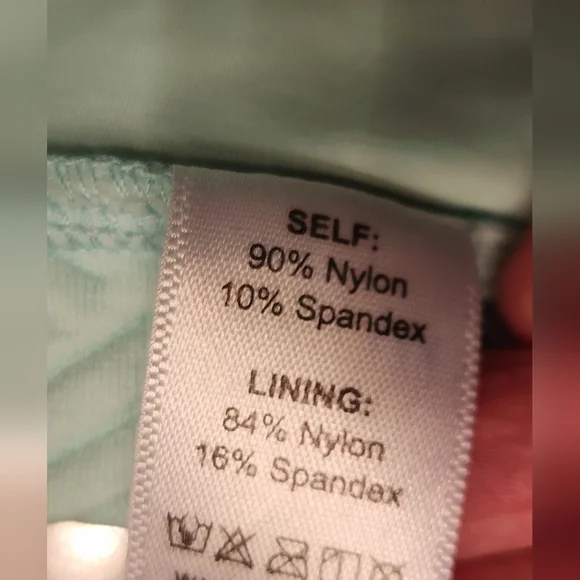 SELF:
90% Nylon
10% Spandex
LINING:
84% Nylon
16% Spandex